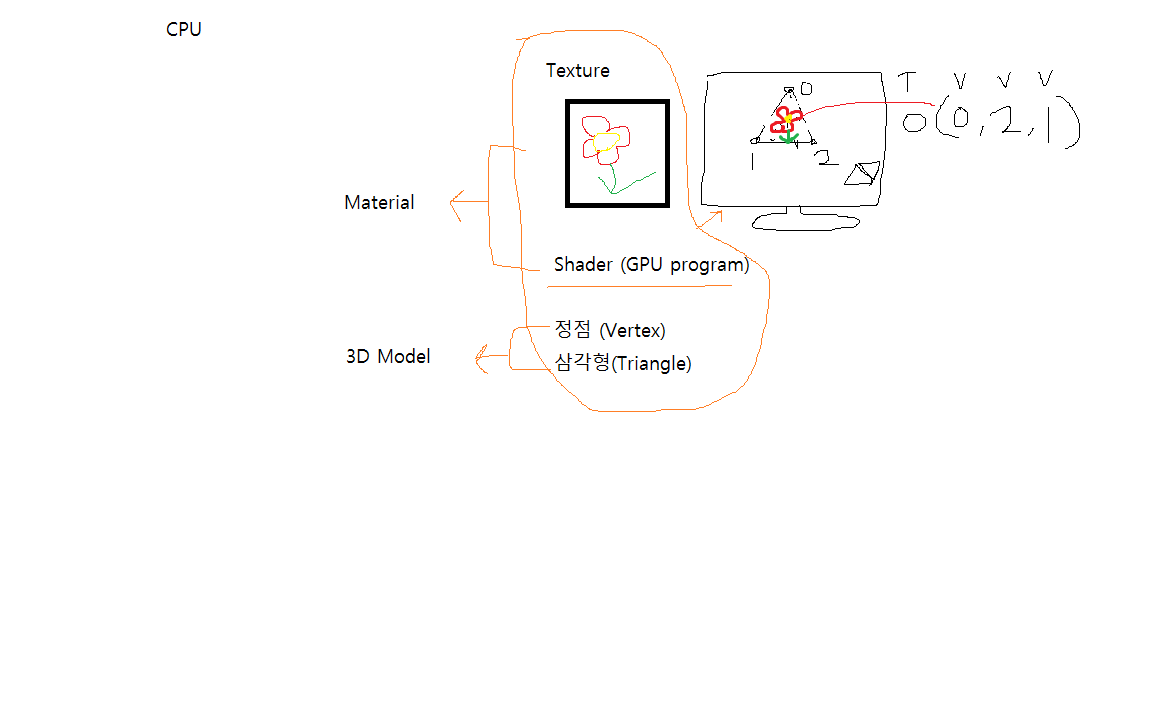 CPU
Texture
T V V V
0
0(0,2,1)
1
2
Material
Shader (GPU program)
정점 (Vertex)
3D Model
삼각형(Triangle)